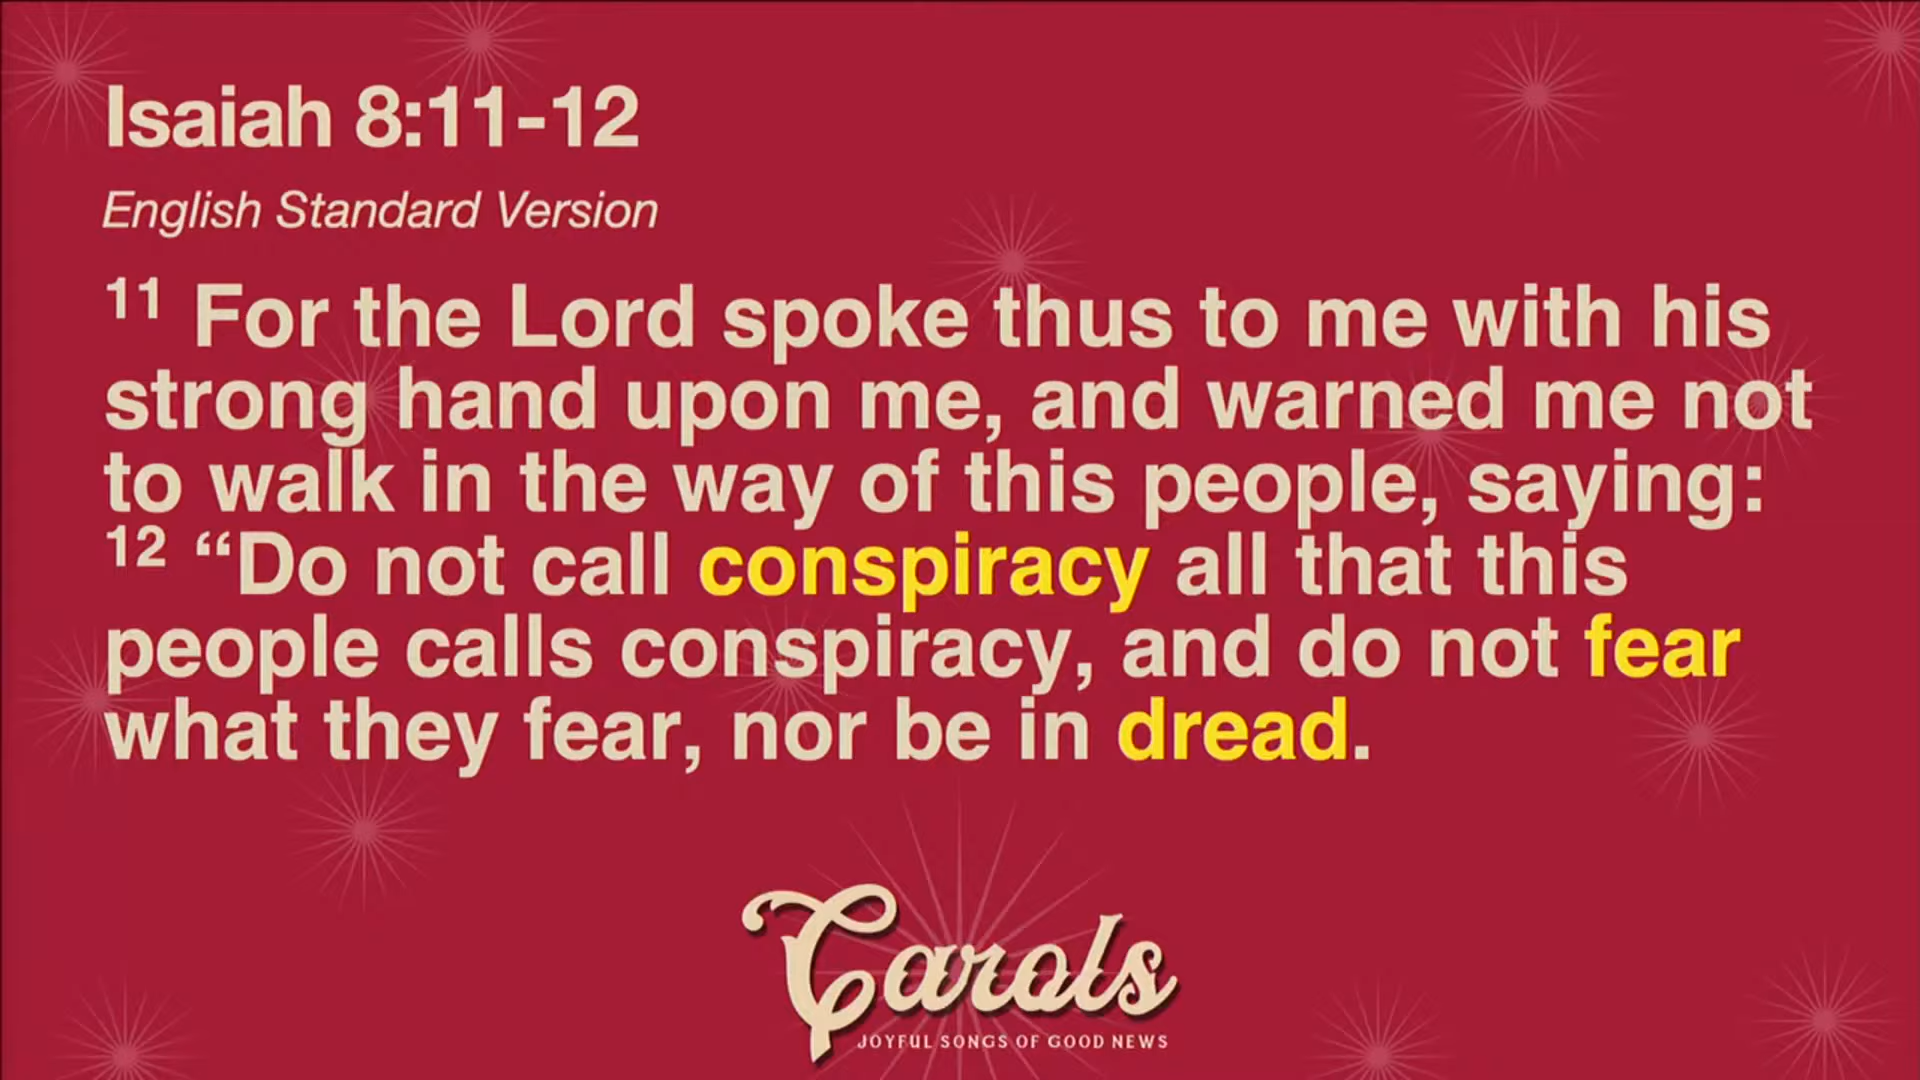 Isaiah 8:11-12
English Standard Version
11 For the Lord spoke thus to me with his
strong hand upon me, and warned me not
to walk in the way of this people, saying:
12 “Do not call conspiracy all that this
people calls conspiracy, and do not fear
what they fear, nor be in dread.
Carols
JOYFUL SONGS OF GOOD NEWS